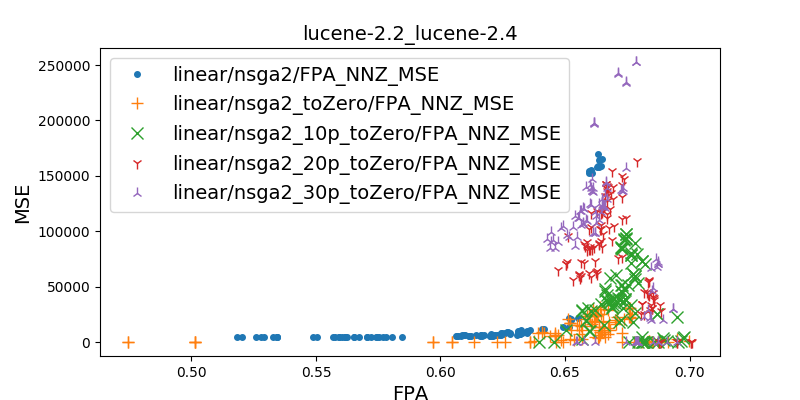 lucene-2.2_lucene-2.4
250000
200000
150000
100000
50000
0
MSE
linear/nsga2/FPA_NNZ_MSE
linear/nsga2_toZero/FPA_NNZ_MSE
linear/nsga2_10p_toZero/FPA_NNZ_MSE
linear/nsga2_20p_toZero/FPA_NNZ_MSE
linear/nsga2_30p_toZero/FPA_NNZ_MSE
0.50 0.55 0.60 0.65 0.70
FPA